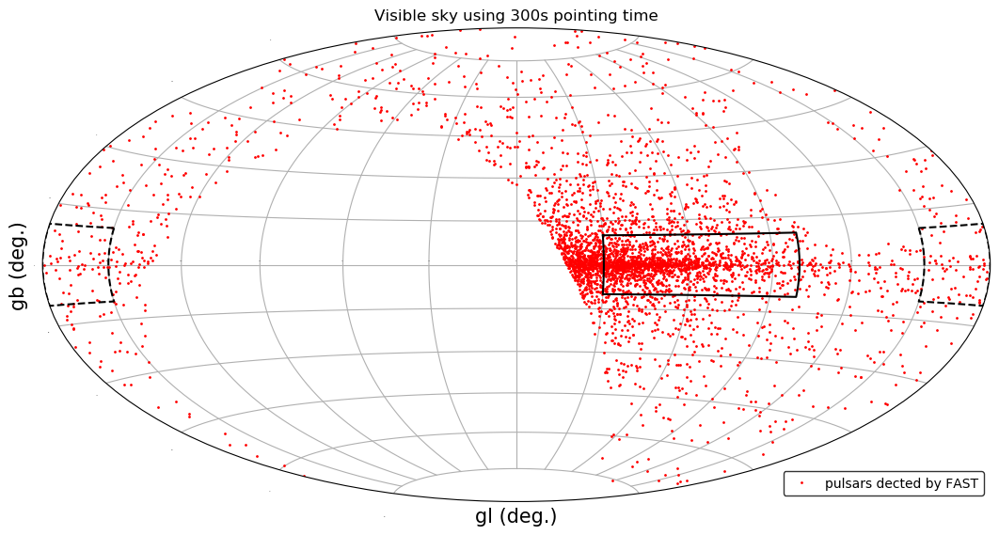 Visible sky using 300s pointing time
gb (deg.)
pulsars dected by FAST
gl (deg.)